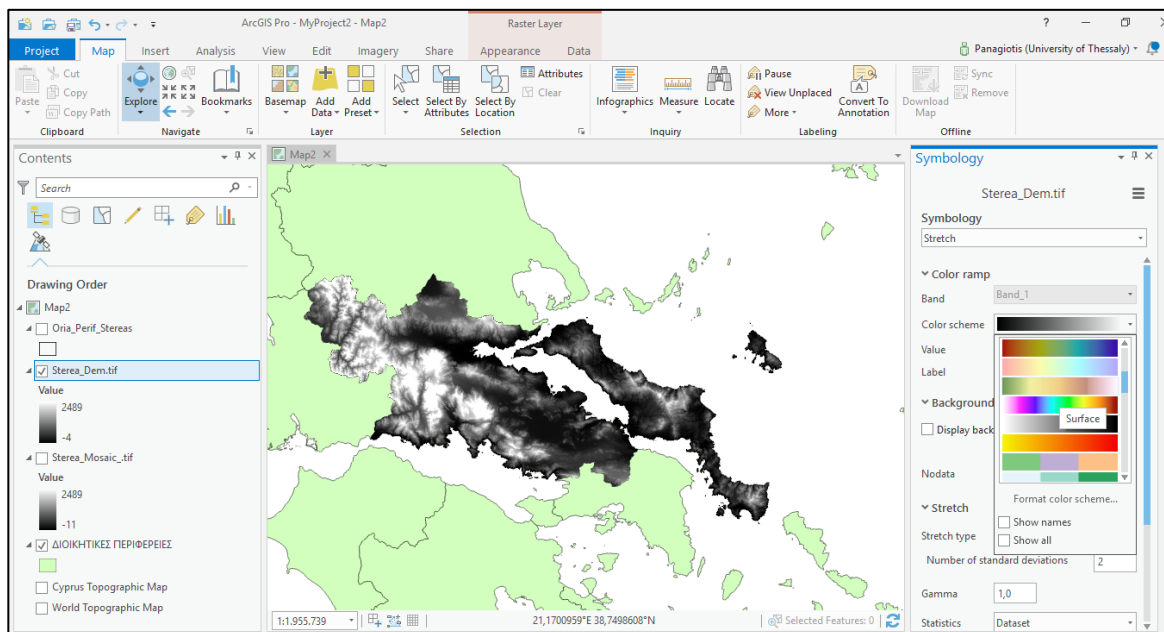 ArcGIS Pro - MyProject2 - Map2
Raster Layer
?
Project Map Insert Analysis View Edit Imagery Share Appearance Data
Panagiotis (University of Thessaly)
Paste
Cut
Copy
Copy Path
Clipboard
Explore
Bookmarks
Navigate
Basemap
Add Data
Add Preset
Layer
Select
Select By Attributes
Select By Location
Attributes
Clear
Selection
Infographics
Measure
Locate
Inquiry
Pause
View Unplaced
More
A
Convert To Annotation
Labeling
Download Map
Sync
Remove
Offline
Contents
Search
Drawing Order
Map2
Oria_Perif_Stereas
Sterea_Dem.tif
Value
2489
-4
Sterea_Mosaic_.tif
Value
2489
-11
ΔΙΟΙΚΗΤΙΚΕΣ ΠΕΡΙΦΕΡΕΙΕΣ
Cyprus Topographic Map
World Topographic Map
Map2
1:1.955.739
21,1700959°E 38,7498608°N
Selected Features: 0
Symbology
Sterea_Dem.tif
Symbology
Stretch
Color ramp
Band Band_1
Color scheme
Value
Label
Background
Display back
Surface
Nodata
Format color scheme...
Show names
Show all
Stretch
Stretch type
Number of standard deviations 2
Gamma 1,0
Statistics Dataset